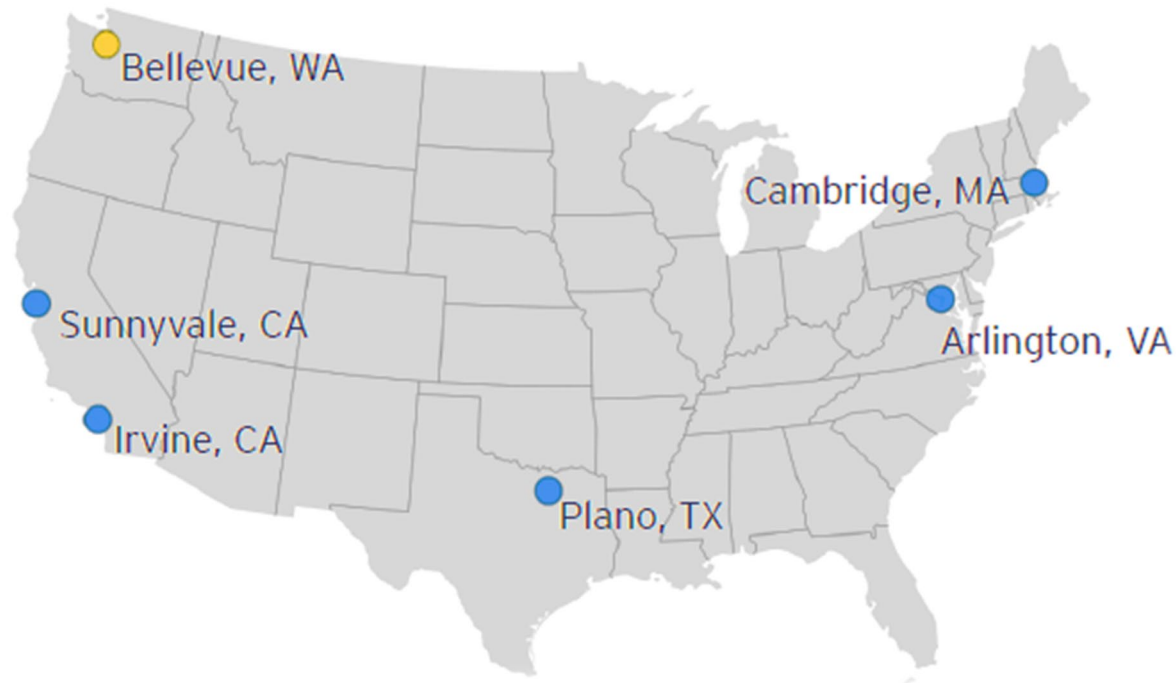 Bellevue, WA
Cambridge, MA
Sunnyvale, CA
Arlington, VA
Irvine, CA
Plano, TX